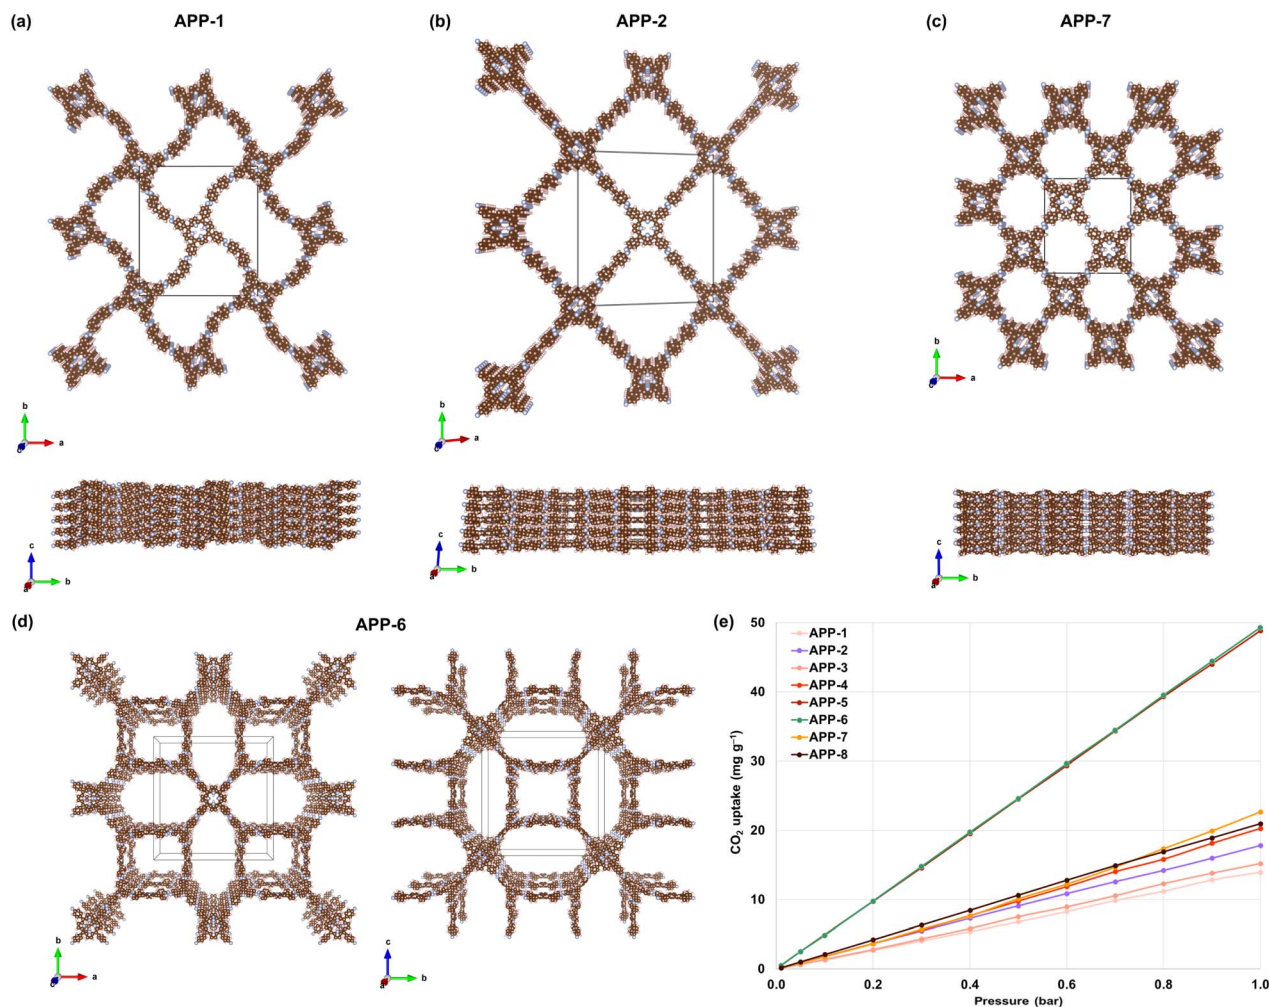 (a) APP-1
(b) APP-2
(c) APP-7
b
a
c
b
a
c
b
a
c
c
b
a
c
b
a
c
b
a
(d) APP-6
b
a
c
c
b
a
(e)
50
40
30
20
10
0
CO2 uptake (mg g⁻¹)
APP-1
APP-2
APP-3
APP-4
APP-5
APP-6
APP-7
APP-8
0.0 0.2 0.4 0.6 0.8 1.0
Pressure (bar)